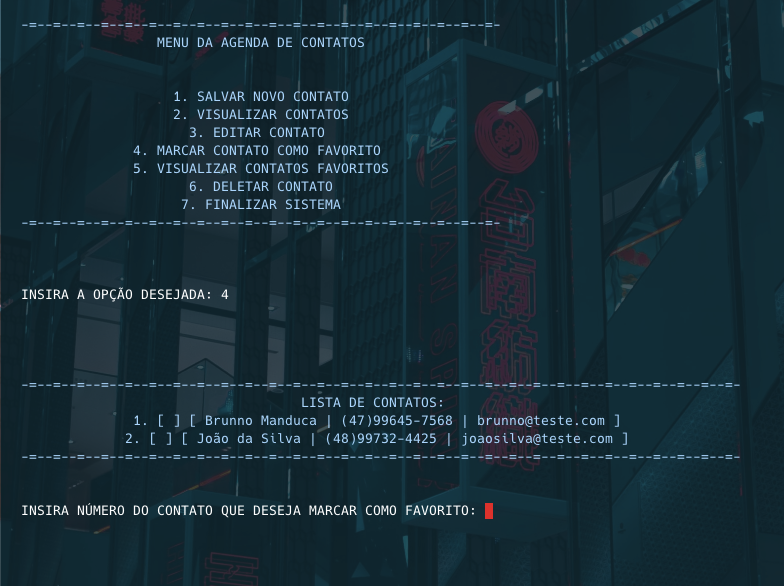 -=--=--=--=--=--=--=--=--=--=--=--=--=--=--=--=--=--=--=--=-
MENU DA AGENDA DE CONTATOS
1. SALVAR NOVO CONTATO
2. VISUALIZAR CONTATOS
3. EDITAR CONTATO
4. MARCAR CONTATO COMO FAVORITO
5. VISUALIZAR CONTATOS FAVORITOS
6. DELETAR CONTATO
7. FINALIZAR SISTEMA
-=--=--=--=--=--=--=--=--=--=--=--=--=--=--=--=--=--=--=--=-
INSIRA A OPÇÃO DESEJADA: 4
-=--=--=--=--=--=--=--=--=--=--=--=--=--=--=--=--=--=--=--=--=--=--=--=--=--=--=--=--=--=--=-
LISTA DE CONTATOS:
1. [ ] [ Brunno Manduca | (47)99645-7568 | brunno@teste.com ]
2. [ ] [ João da Silva | (48)99732-4425 | joaosilva@teste.com ]
-=--=--=--=--=--=--=--=--=--=--=--=--=--=--=--=--=--=--=--=--=--=--=--=--=--=--=--=--=--=--=-
INSIRA NÚMERO DO CONTATO QUE DESEJA MARCAR COMO FAVORITO: